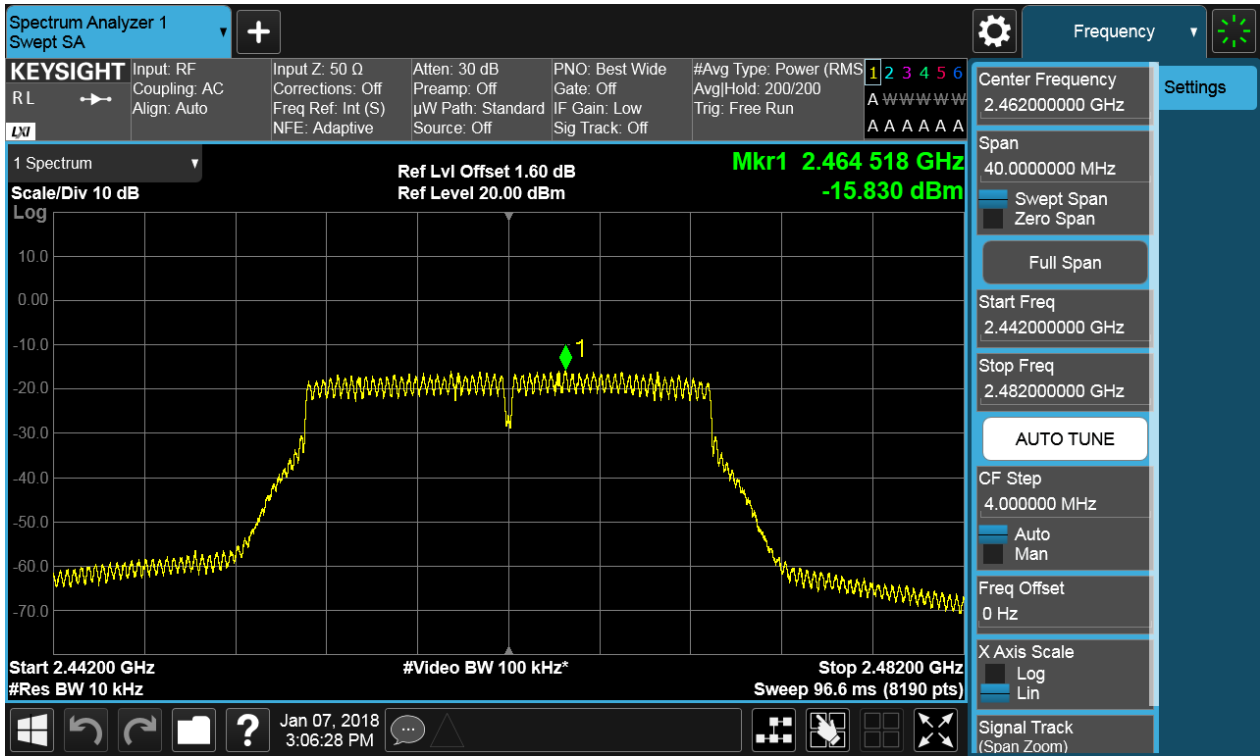 Spectrum Analyzer 1
Swept SA
+
Frequency
KEYSIGHT
R L
LXI
Input: RF
Coupling: AC
Align: Auto
Input Z: 50 Ω
Corrections: Off
Freq Ref: Int (S)
NFE: Adaptive
Atten: 30 dB
Preamp: Off
µW Path: Standard
Source: Off
PNO: Best Wide
Gate: Off
IF Gain: Low
Sig Track: Off
#Avg Type: Power (RMS
Avg|Hold: 200/200
Trig: Free Run
1 2 3 4 5 6
A W W W W W
A A A A A A
1 Spectrum
Scale/Div 10 dB
Log
Ref Lvl Offset 1.60 dB
Ref Level 20.00 dBm
Mkr1 2.464 518 GHz
-15.830 dBm
10.0
0.00
-10.0
-20.0
-30.0
-40.0
-50.0
-60.0
-70.0
1
Start 2.44200 GHz
#Res BW 10 kHz
#Video BW 100 kHz*
Stop 2.48200 GHz
Sweep 96.6 ms (8190 pts)
Center Frequency
2.462000000 GHz
Settings
Span
40.0000000 MHz
Swept Span
Zero Span
Full Span
Start Freq
2.442000000 GHz
Stop Freq
2.482000000 GHz
AUTO TUNE
CF Step
4.000000 MHz
Auto
Man
Freq Offset
0 Hz
X Axis Scale
Log
Lin
Signal Track
(Span Zoom)
?
Jan 07, 2018
3:06:28 PM